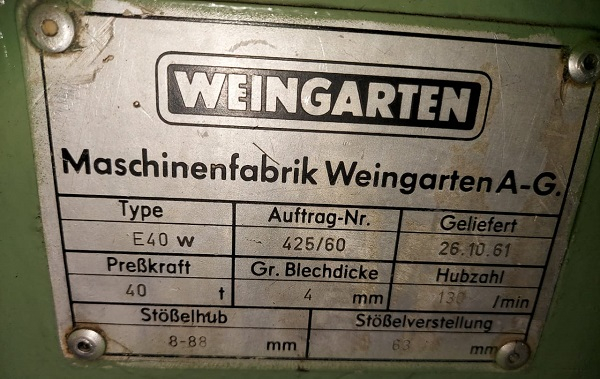 WEINGARTEN
Maschinenfabrik Weingarten A-G.
Type Auftrag-Nr. Geliefert
E40 W 425/60 26.10.61
Preßkraft Gr. Blechdicke Hubzahl
40 t 4 mm 130 /min
Stößelhub Stößelverstellung
8-88 mm 63 mm